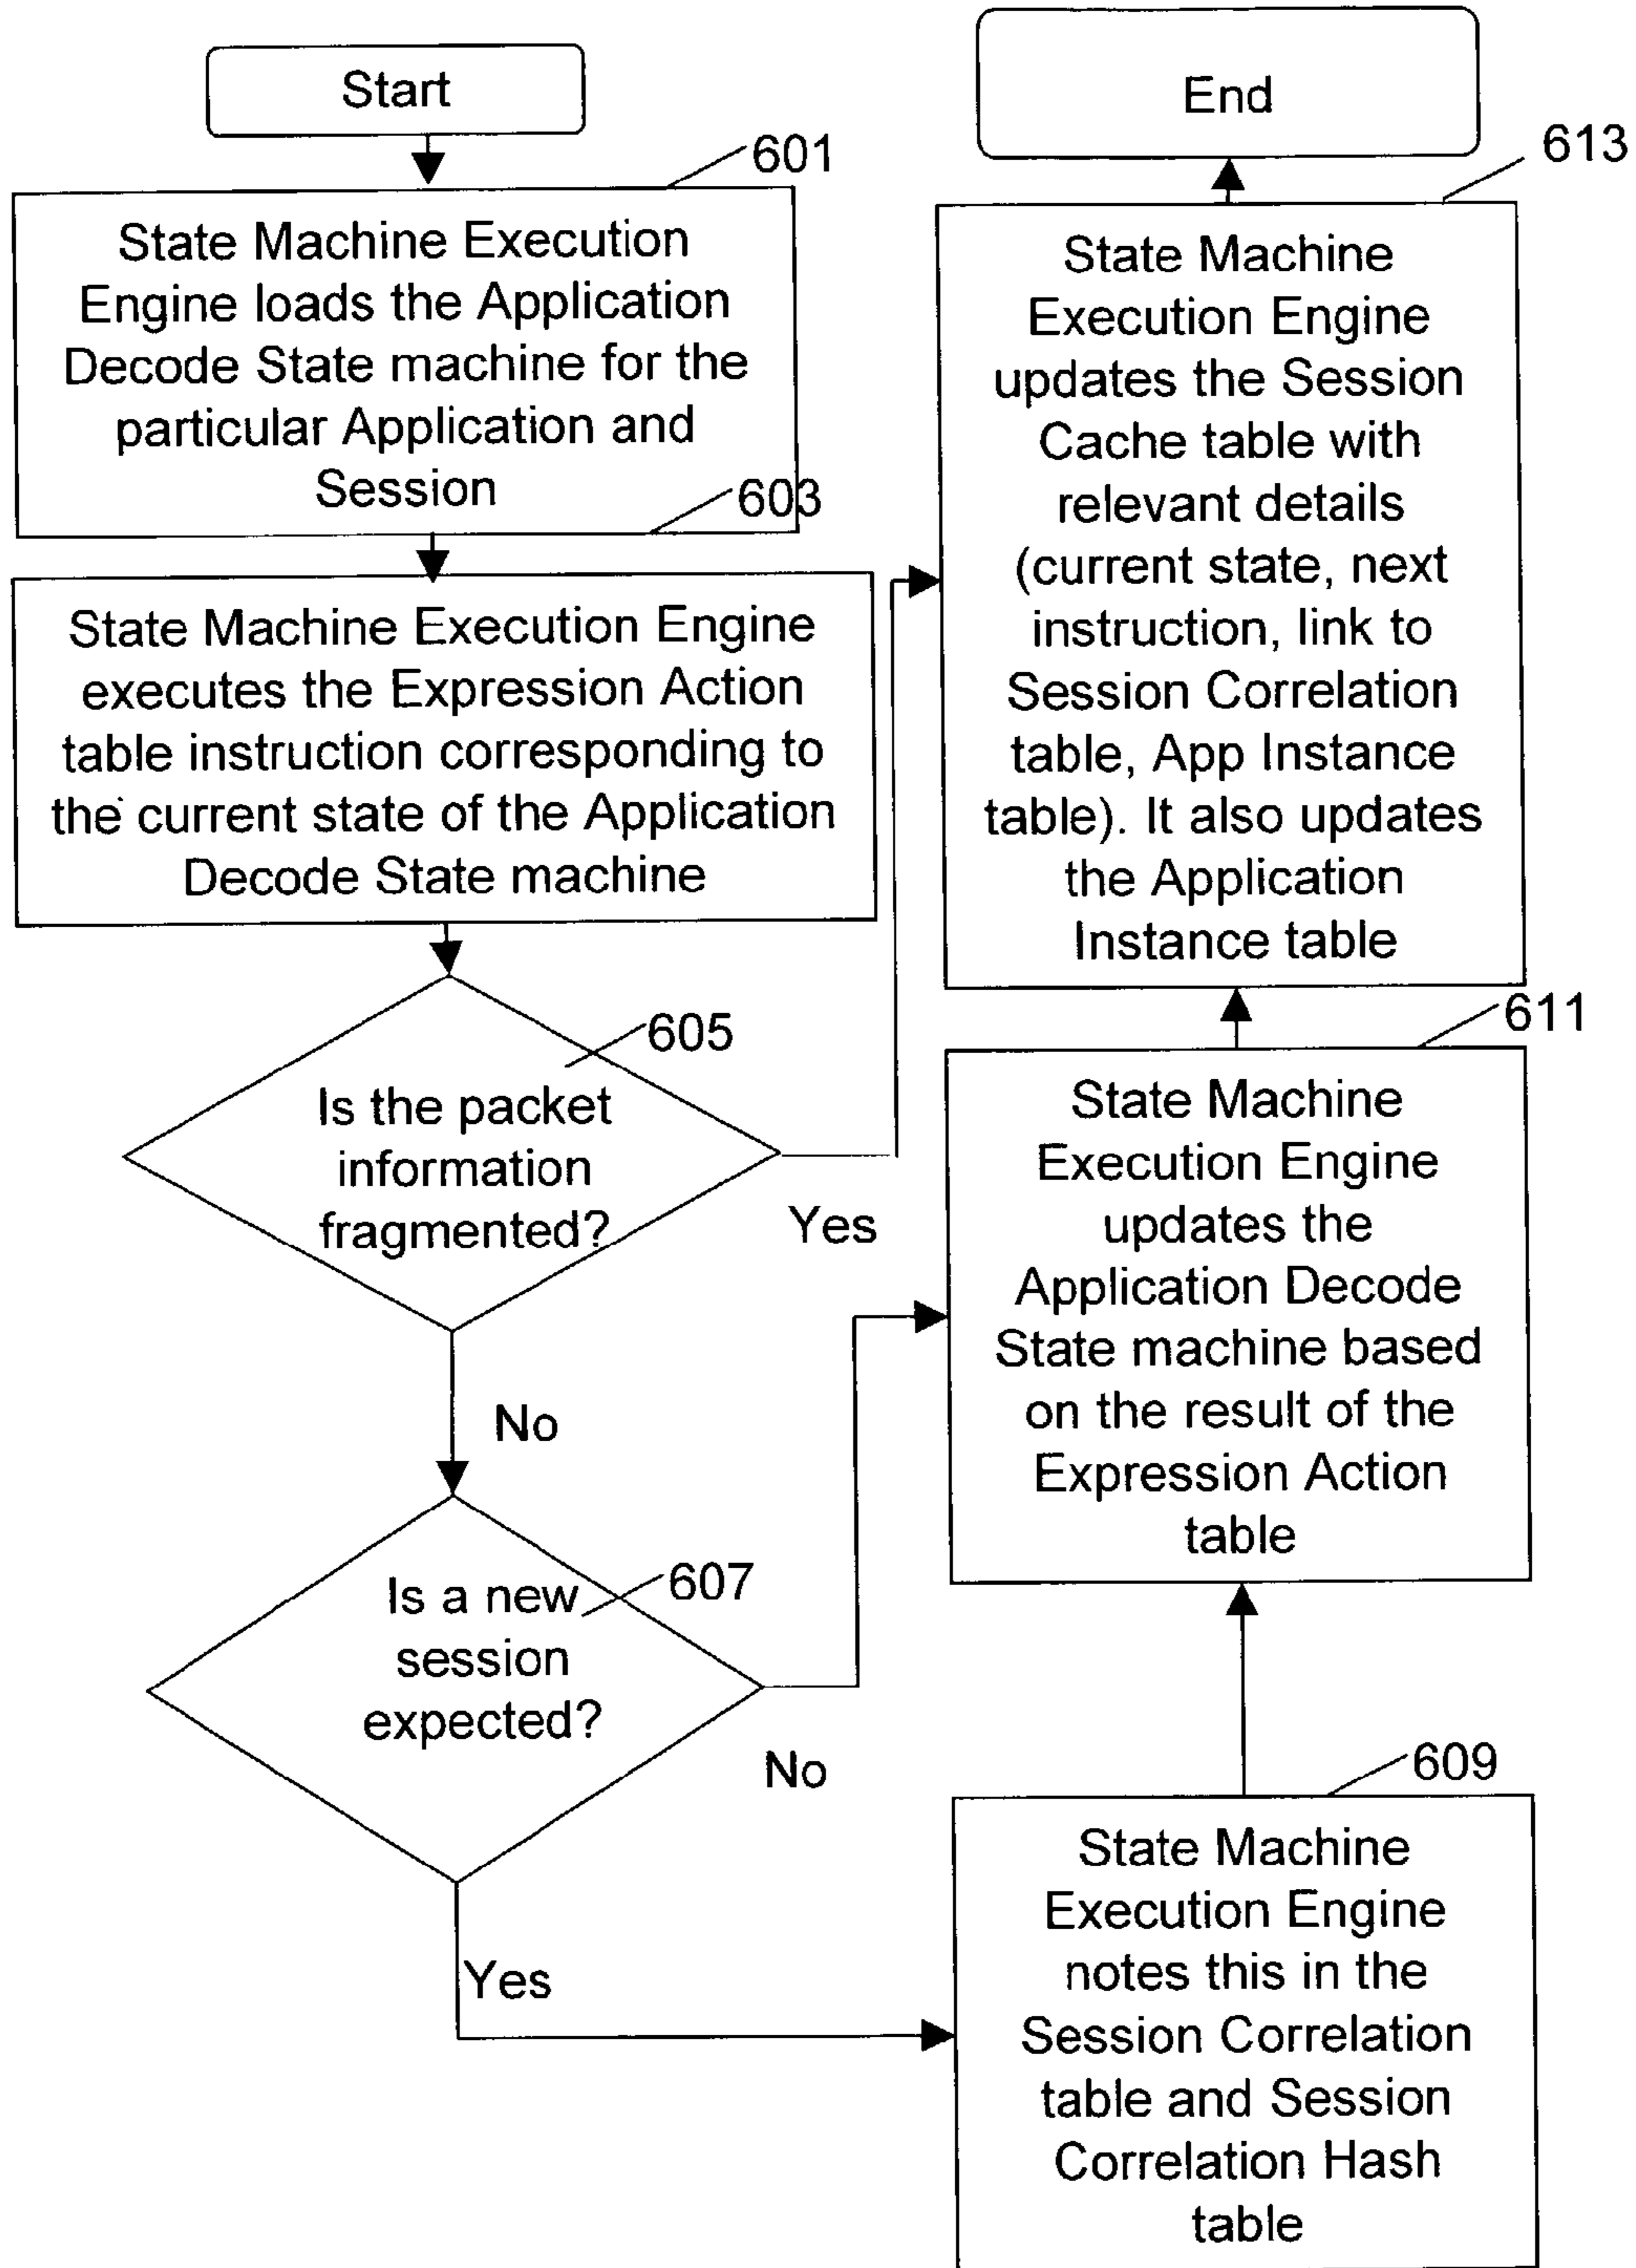 Start
601
State Machine Execution
Engine loads the Application
Decode State machine for the
particular Application and
Session
603
State Machine Execution Engine
executes the Expression Action
table instruction corresponding to
the current state of the Application
Decode State machine
605
Is the packet
information
fragmented?
Yes
No
607
Is a new
session
expected?
No
Yes
609
State Machine
Execution Engine
notes this in the
Session Correlation
table and Session
Correlation Hash
table
611
State Machine
Execution Engine
updates the
Application Decode
State machine based
on the result of the
Expression Action
table
613
State Machine
Execution Engine
updates the Session
Cache table with
relevant details
(current state, next
instruction, link to
Session Correlation
table, App Instance
table). It also updates
the Application
Instance table
End